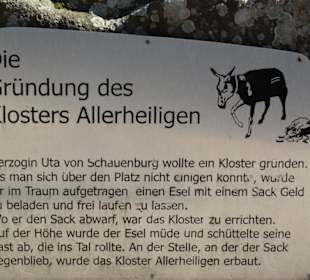 Die
Gründung des
Klosters Allerheiligen
erzogin Uta von Schauenburg wollte ein Kloster gründen.
s man sich über den Platz nicht einigen konnte, wurde
r im Traum aufgetragen einen Esel mit einem Sack Geld
u beladen und frei laufen zu lassen.
o er den Sack abwarf, war das Kloster zu errichten.
uf der Höhe wurde der Esel müde und schüttelte seine
ast ab, die ins Tal rollte. An der Stelle, an der der Sack
egenblieb, wurde das Kloster Allerheiligen erbaut.